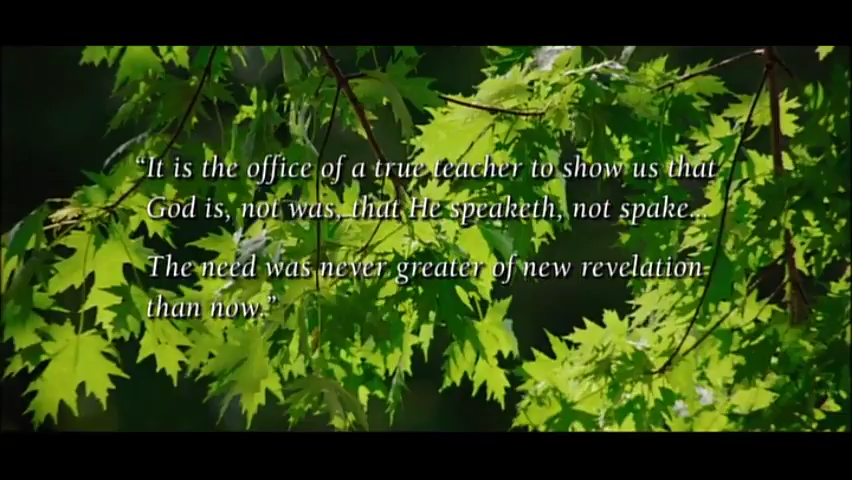 “It is the office of a true teacher to show us that
God is, not was, that He speaketh, not spake...
The need was never greater of new revelation
than now.”